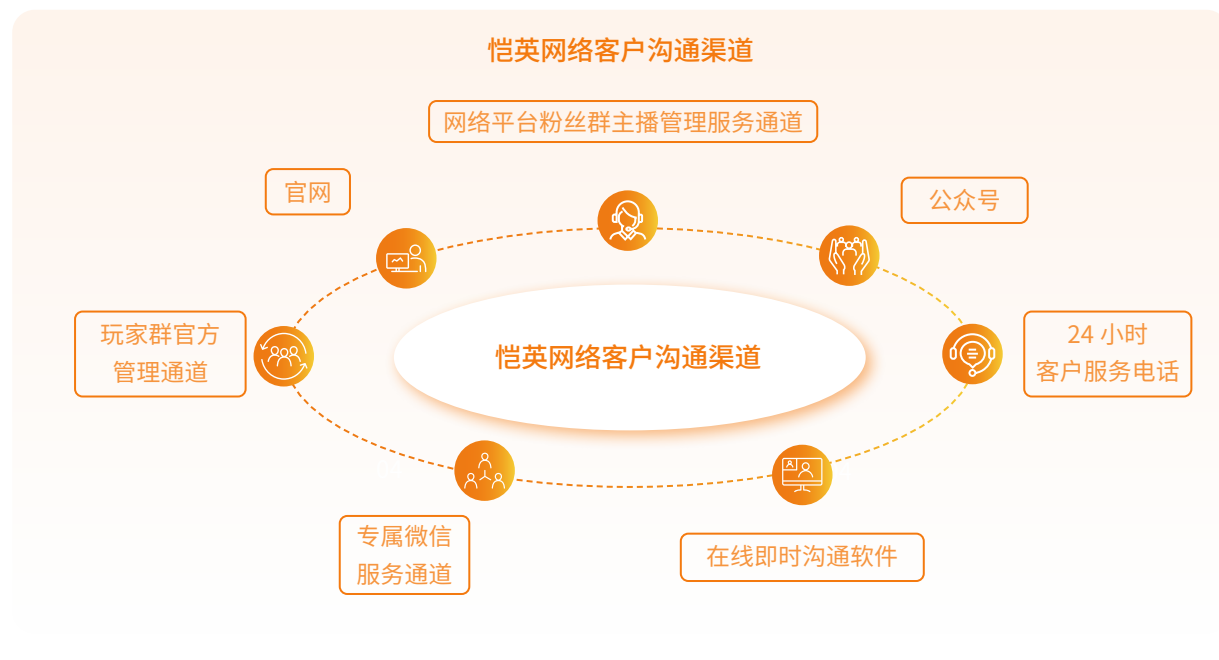 恺英网络客户沟通渠道
网络平台粉丝群主播管理服务通道
官网
公众号
玩家群官方
管理通道
恺英网络客户沟通渠道
24 小时
客户服务电话
专属微信
服务通道
在线即时沟通软件